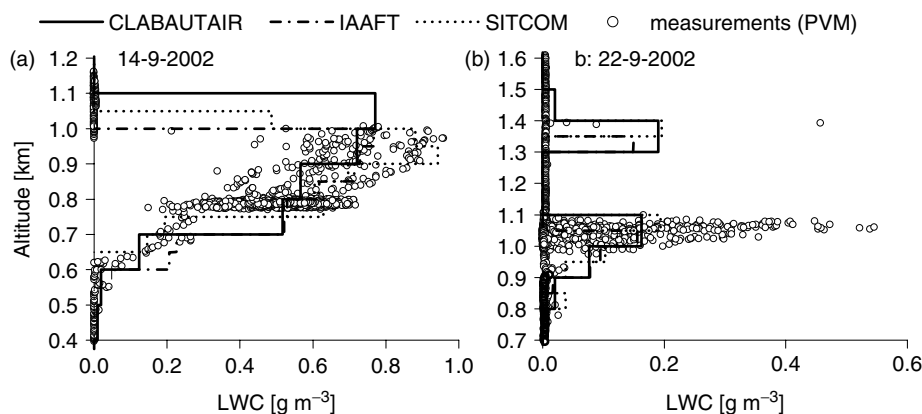 CLABAUTAIR IAAFT SITCOM measurements (PVM)
(a) 14-9-2002
1.2
1.1
1.0
0.9
0.8
0.7
0.6
0.5
0.4
Altitude [km]
0.0 0.2 0.4 0.6 0.8 1.0
LWC [g m⁻³]
(b) b: 22-9-2002
1.6
1.5
1.4
1.3
1.2
1.1
1.0
0.9
0.8
0.7
0.0 0.2 0.4 0.6
LWC [g m⁻³]